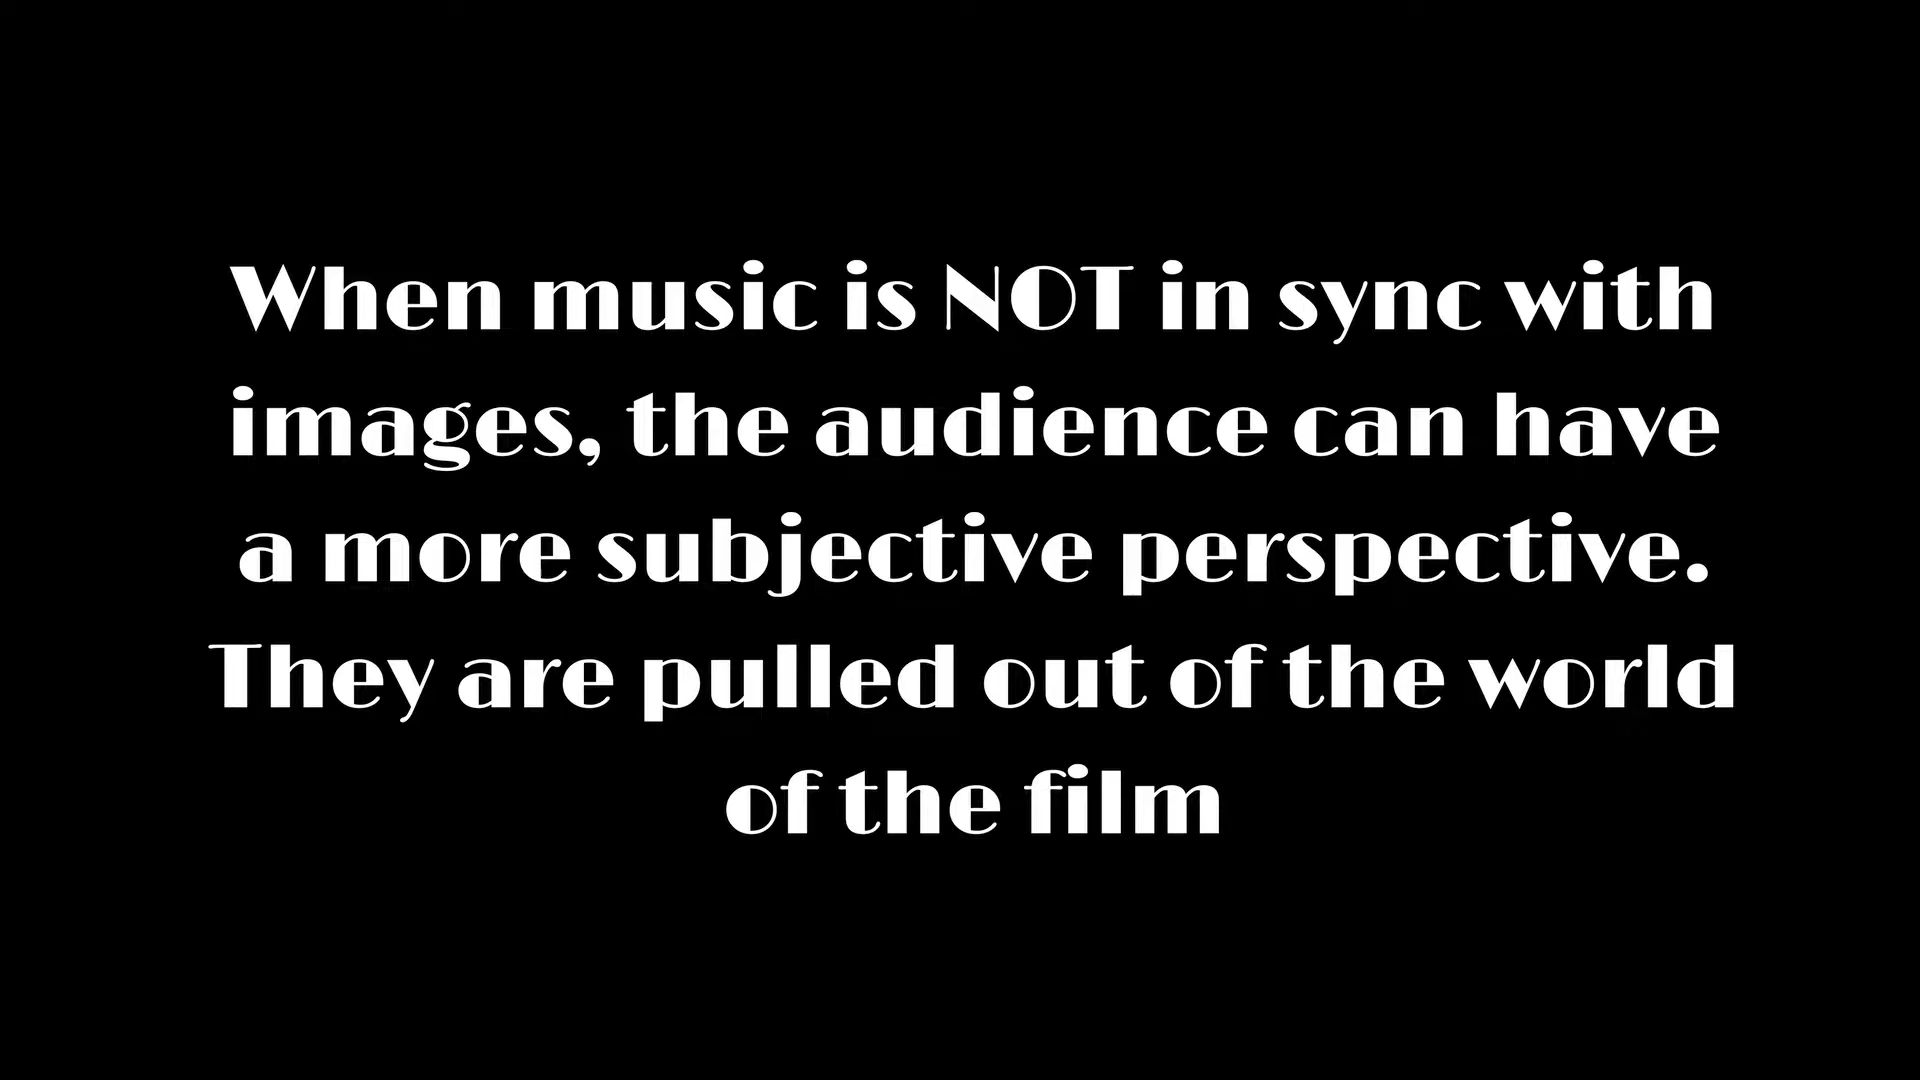 When music is NOT in sync with
images, the audience can have
a more subjective perspective.
They are pulled out of the world
of the film